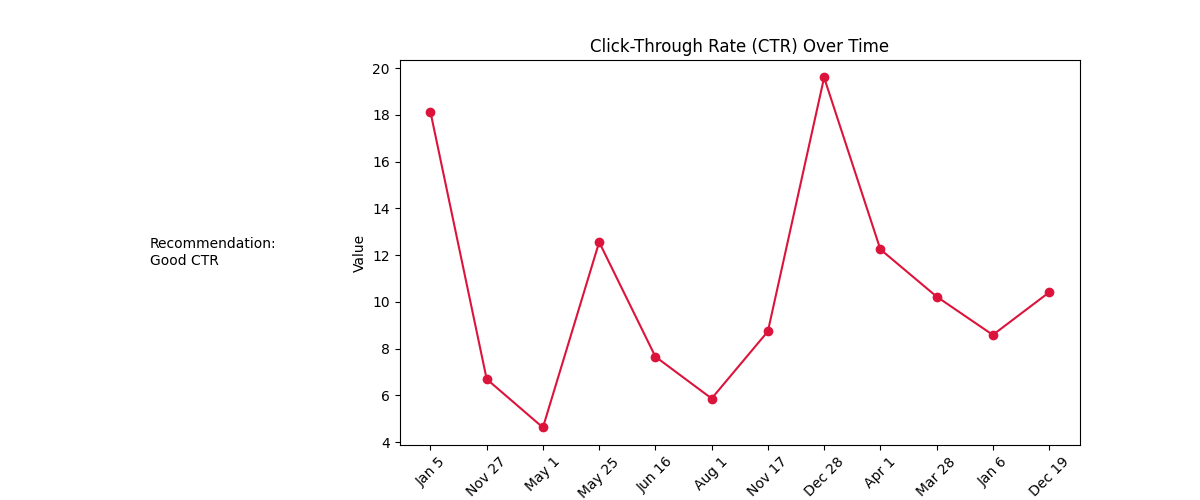 Click-Through Rate (CTR) Over Time
Recommendation:
Good CTR
Value
20
18
16
14
12
10
8
6
4
Jan 5
Nov 27
May 1
May 25
Jun 16
Aug 1
Nov 17
Dec 28
Apr 1
Mar 28
Jan 6
Dec 19